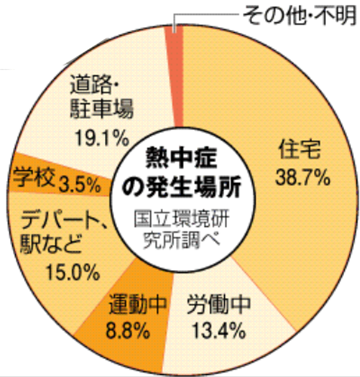 その他・不明
道路・
駐車場
19.1%
住宅
38.7%
熱中症
の発生場所
国立環境研
究所調べ
学校 3.5%
デパート、
駅など
15.0%
運動中
8.8%
労働中
13.4%